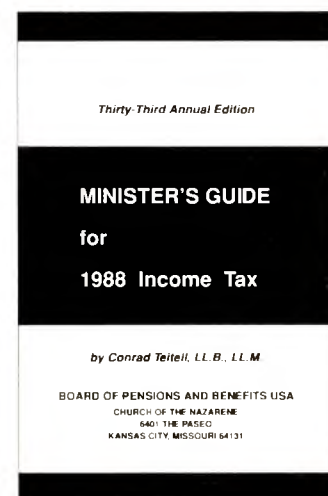 Thirty-Third Annual Edition
MINISTER'S GUIDE
for
1988 Income Tax
by Conrad Teitell, LL.B., LL.M.
BOARD OF PENSIONS AND BENEFITS USA
CHURCH OF THE NAZARENE
6401 THE PASEO
KANSAS CITY, MISSOURI 64131